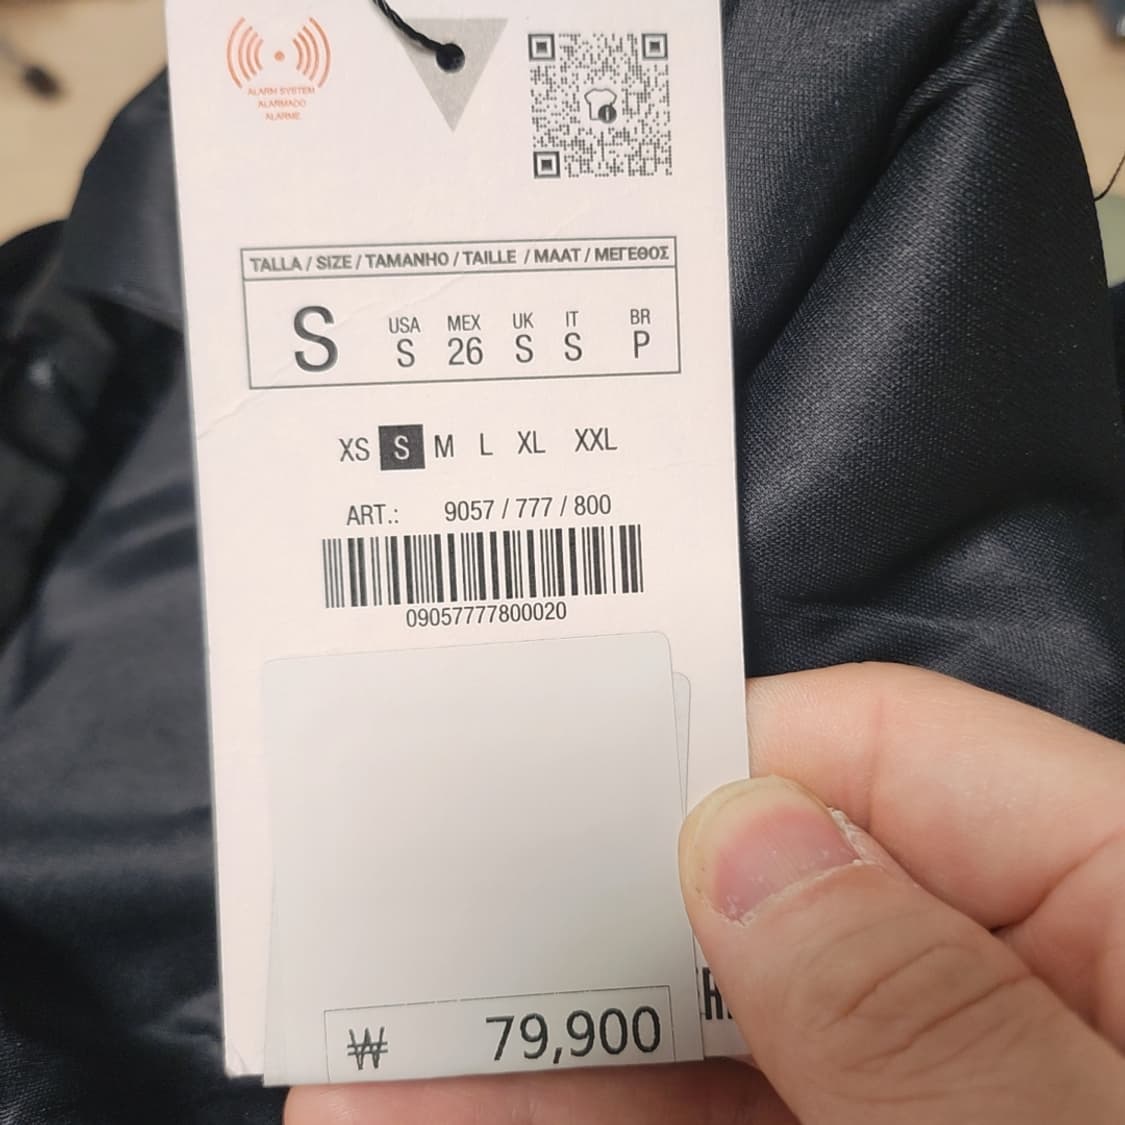 ALARM SYSTEM
ALARMADO
ALARME
TALLA / SIZE / TAMANHO / TAILLE / MAAT / ΜΕΓΕΘΟΣ
S
USA MEX UK IT BR
S 26 S S P
XS S M L XL XXL
ART.: 9057 / 777 / 800
09057777800020
₩ 79,900